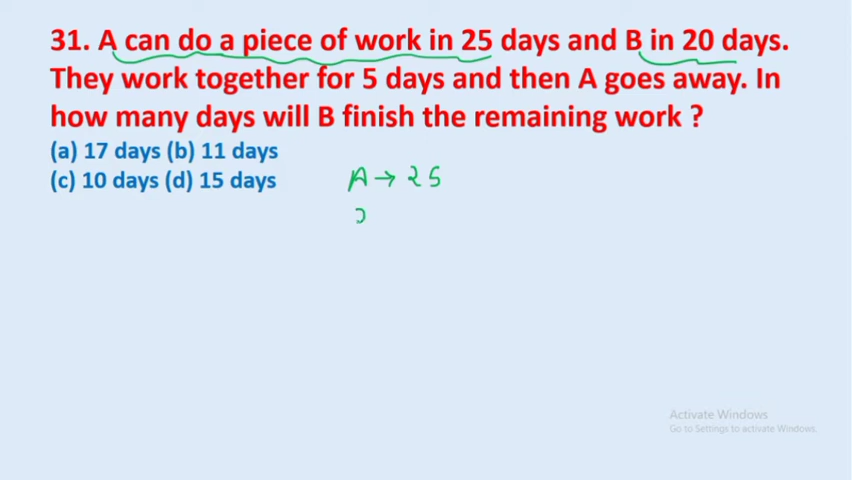 31. A can do a piece of work in 25 days and B in 20 days.
They work together for 5 days and then A goes away. In
how many days will B finish the remaining work ?
(a) 17 days (b) 11 days
(c) 10 days (d) 15 days
A → 25
Activate Windows
Go to Settings to activate Windows.